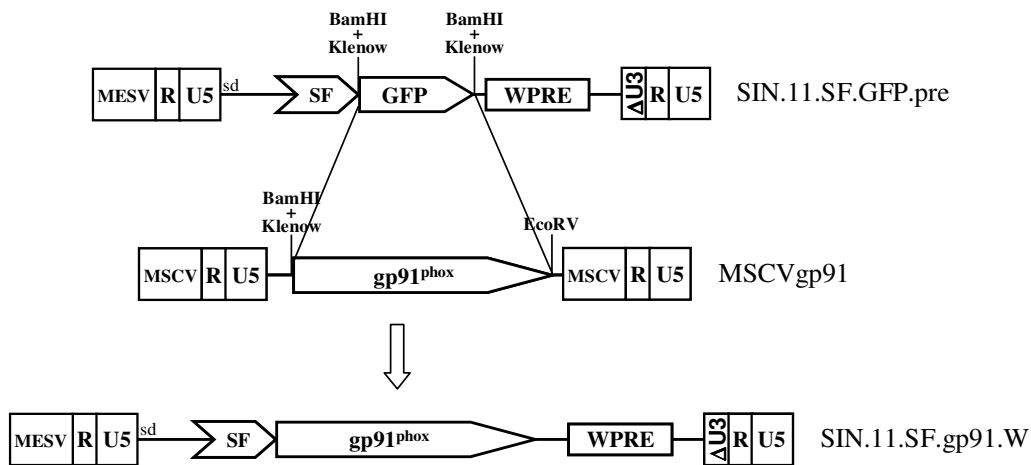 BamHI
+
Klenow
BamHI
+
Klenow
MESV R U5 sd SF GFP WPRE ΔU3 R U5 SIN.11.SF.GFP.pre
BamHI
+
Klenow
EcoRV
MSCV R U5 gp91phox MSCV R U5 MSCVgp91
MESV R U5 sd SF gp91phox WPRE ΔU3 R U5 SIN.11.SF.gp91.W